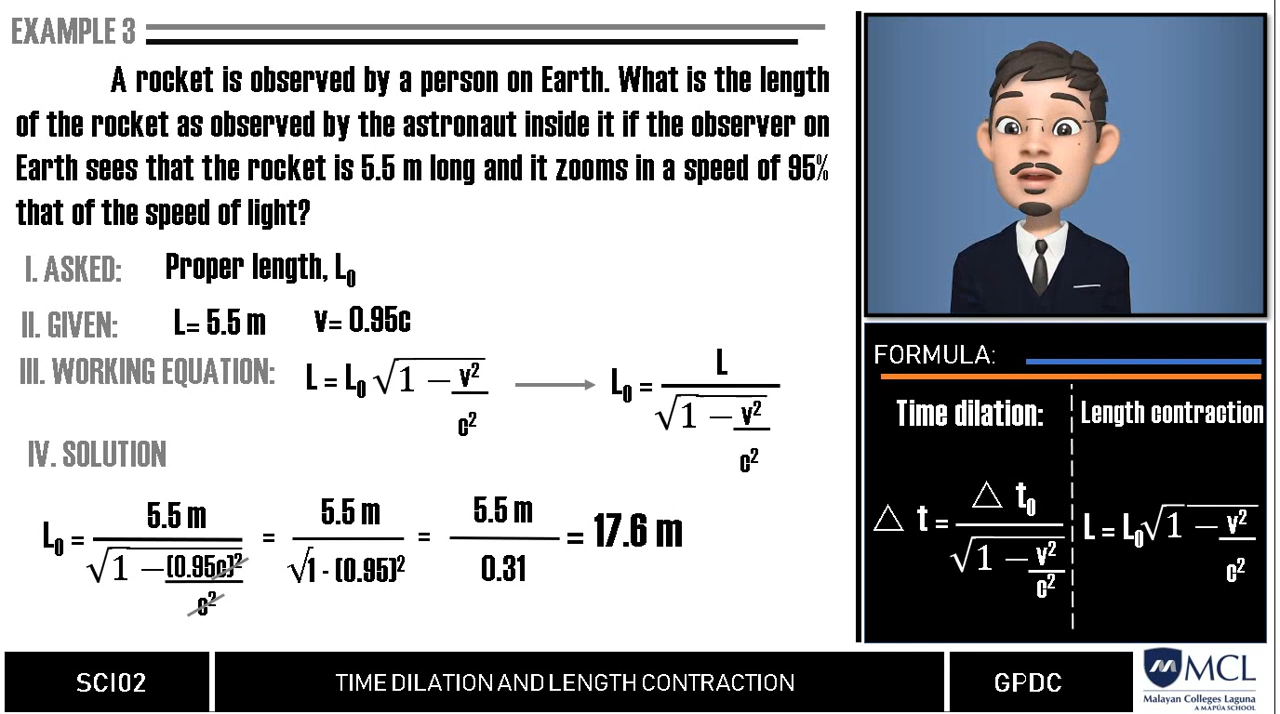 EXAMPLE 3
A rocket is observed by a person on Earth. What is the length
of the rocket as observed by the astronaut inside it if the observer on
Earth sees that the rocket is 5.5 m long and it zooms in a speed of 95%
that of the speed of light?
I. ASKED: Proper length, L₀
II. GIVEN: L= 5.5 m v= 0.95c
III. WORKING EQUATION: L = L₀ √1 − v²/c² → L₀ = L / √1 − v²/c²
IV. SOLUTION
L₀ = 5.5 m / √1 − (0.95c)²/c² = 5.5 m / √1 - (0.95)² = 5.5 m / 0.31 = 17.6 m
FORMULA:
Time dilation:
△ t = △ t₀ / √1 − v²/c²
Length contraction
L = L₀√1 − v²/c²
SCI02
TIME DILATION AND LENGTH CONTRACTION
GPDC
MCL
Malayan Colleges Laguna
A MAPÚA SCHOOL